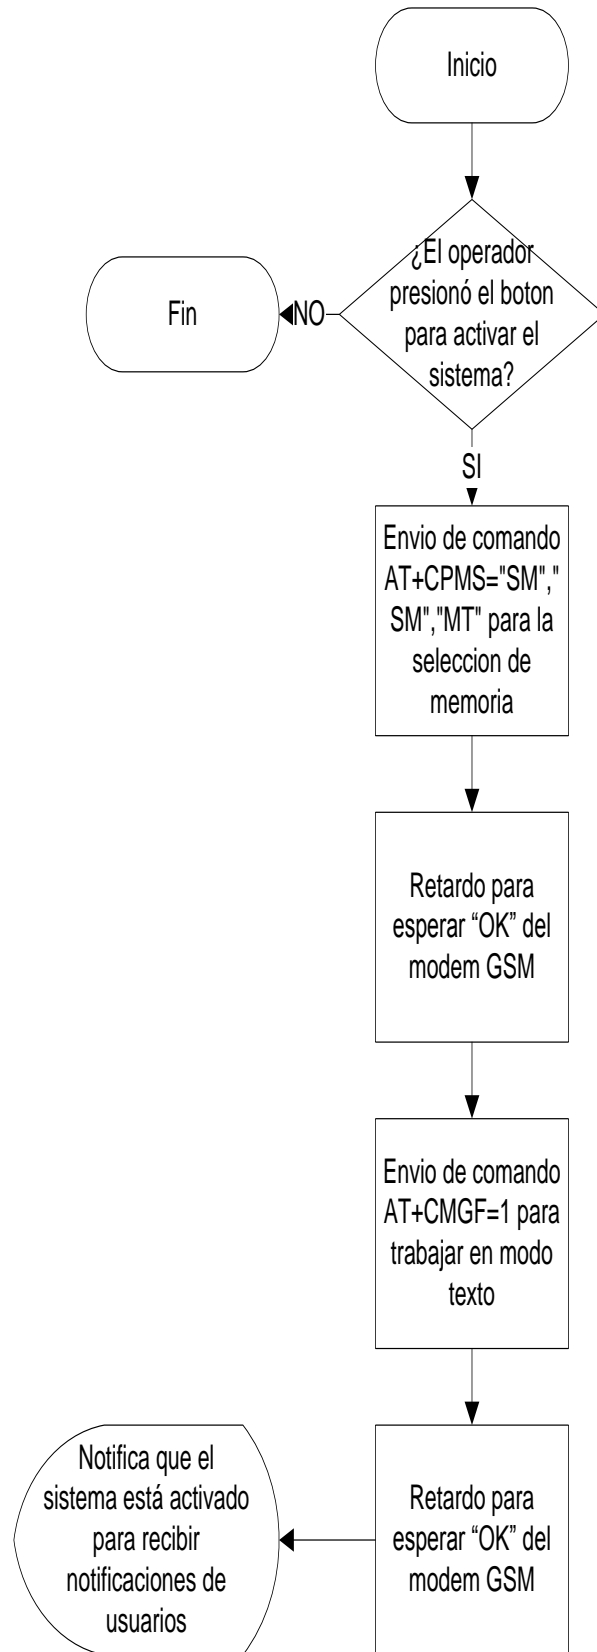 Inicio
¿El operador
presionó el boton
para activar el
sistema?
NO
Fin
SI
Envio de comando
AT+CPMS="SM","
SM","MT" para la
seleccion de
memoria
Retardo para
esperar “OK” del
modem GSM
Envio de comando
AT+CMGF=1 para
trabajar en modo
texto
Retardo para
esperar “OK” del
modem GSM
Notifica que el
sistema está activado
para recibir
notificaciones de
usuarios